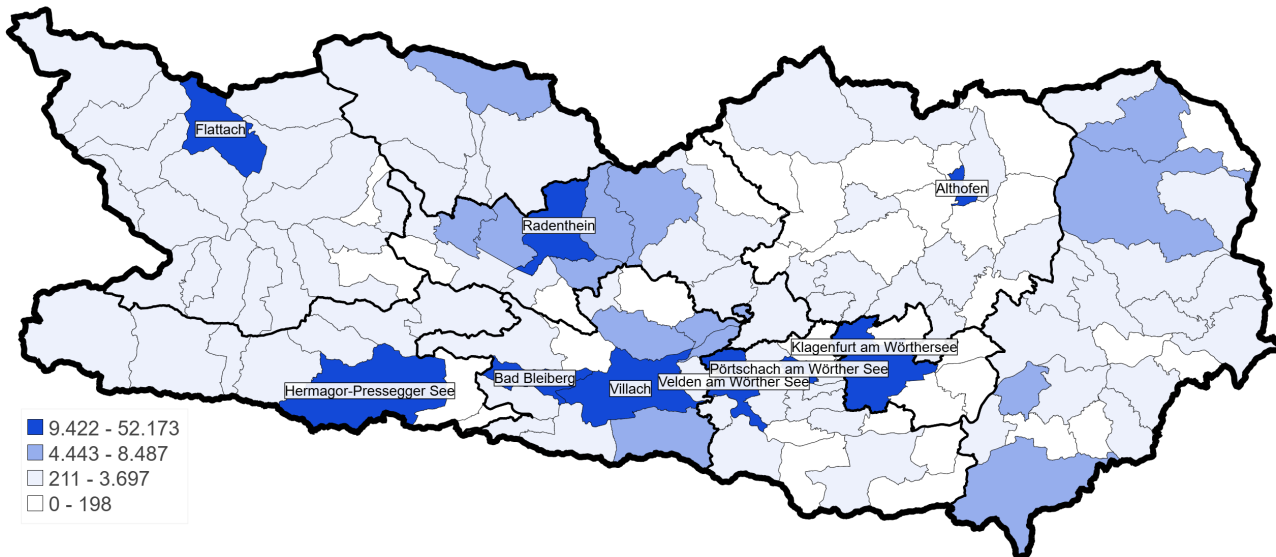 Flattach
Althofen
Radenthein
Klagenfurt am Wörthersee
Pörtschach am Wörther See
Bad Bleiberg
Velden am Wörther See
Hermagor-Pressegger See
Villach
9.422 - 52.173
4.443 - 8.487
211 - 3.697
0 - 198